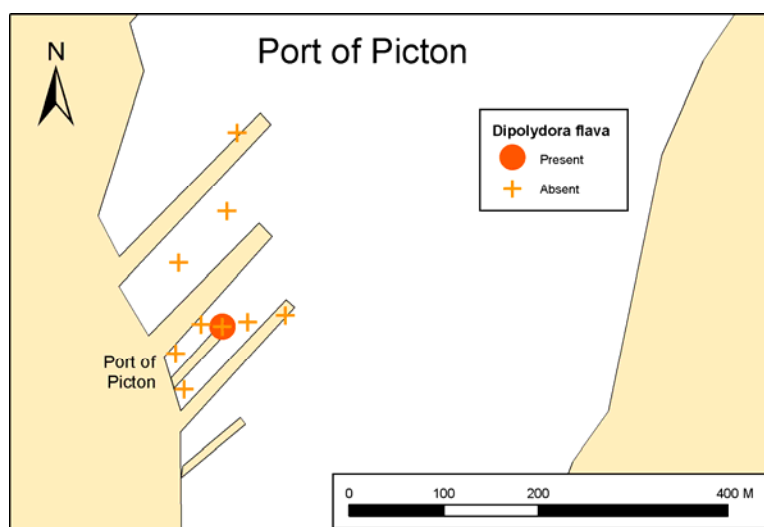 Port of Picton
N
Dipolydora flava
Present
Absent
Port of
Picton
0 100 200 400 M